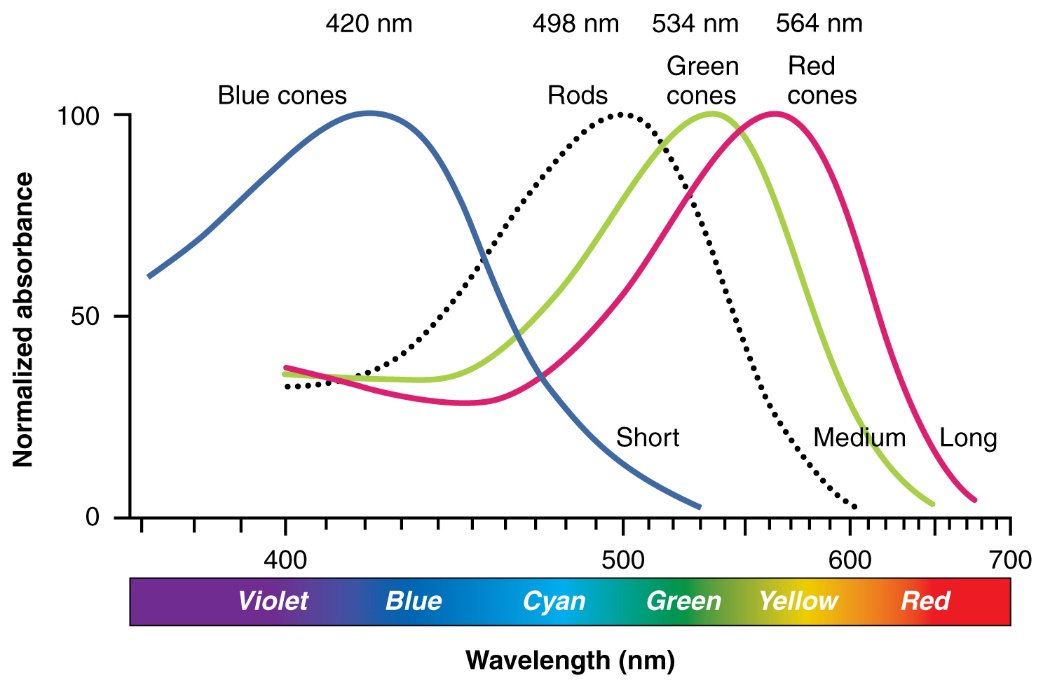 420 nm 498 nm 534 nm 564 nm
Blue cones Rods Green cones Red cones
100
50
0
Normalized absorbance
Short Medium Long
400 500 600 700
Violet Blue Cyan Green Yellow Red
Wavelength (nm)